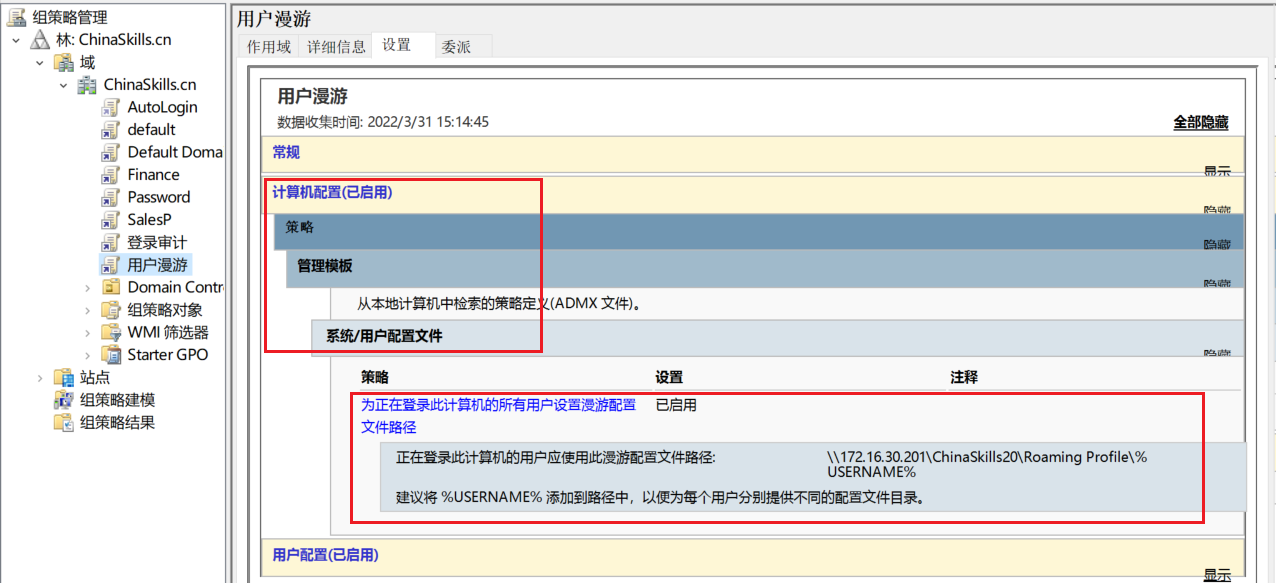 组策略管理
林: ChinaSkills.cn
域
ChinaSkills.cn
AutoLogin
default
Default Doma
Finance
Password
SalesP
登录审计
用户漫游
Domain Contr
组策略对象
WMI 筛选器
Starter GPO
站点
组策略建模
组策略结果
用户漫游
作用域 详细信息 设置 委派
用户漫游
数据收集时间: 2022/3/31 15:14:45
全部隐藏
常规
显示
计算机配置(已启用)
隐藏
策略
隐藏
管理模板
隐藏
从本地计算机中检索的策略定义(ADMX 文件)。
系统/用户配置文件
隐藏
策略 设置 注释
为正在登录此计算机的所有用户设置漫游配置 已启用
文件路径
正在登录此计算机的用户应使用此漫游配置文件路径: \\172.16.30.201\ChinaSkills20\Roaming Profile\%
USERNAME%
建议将 %USERNAME% 添加到路径中，以便为每个用户分别提供不同的配置文件目录。
用户配置(已启用)
显示